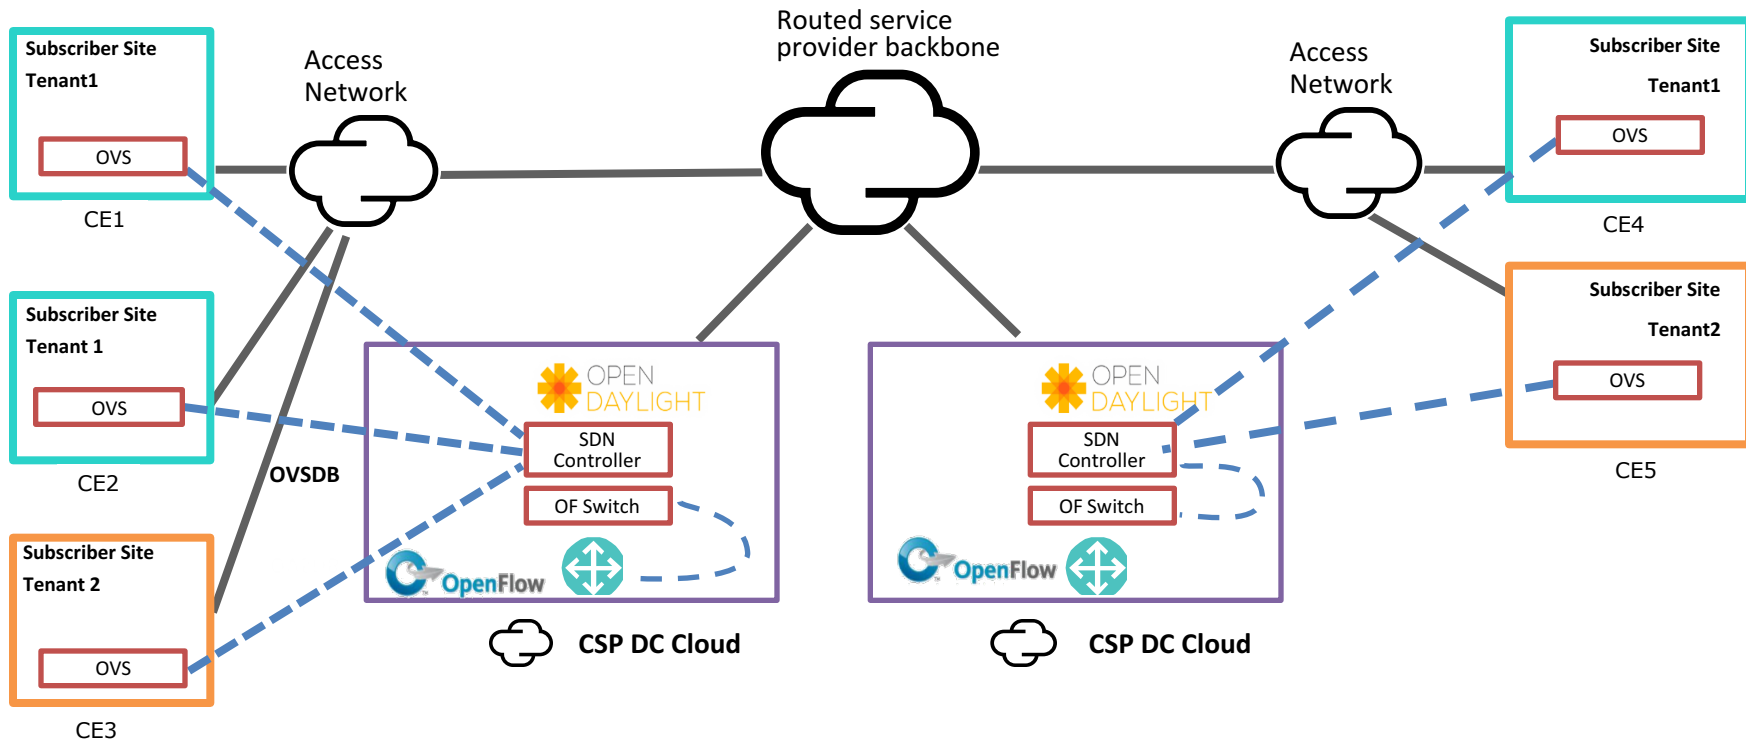 Routed service
provider backbone
Subscriber Site
Tenant1
OVS
CE1
Access
Network
Access
Network
Subscriber Site
Tenant1
OVS
CE4
Subscriber Site
Tenant 1
OVS
CE2
OVSDB
Subscriber Site
Tenant2
OVS
CE5
Subscriber Site
Tenant 2
OVS
CE3
OPEN
DAYLIGHT
SDN
Controller
OF Switch
OpenFlow
TM
CSP DC Cloud
OPEN
DAYLIGHT
SDN
Controller
OF Switch
OpenFlow
TM
CSP DC Cloud